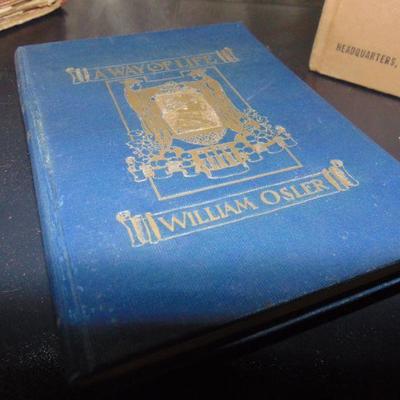 A WAY OF LIFE
WILLIAM OSLER
HEADQUARTERS,